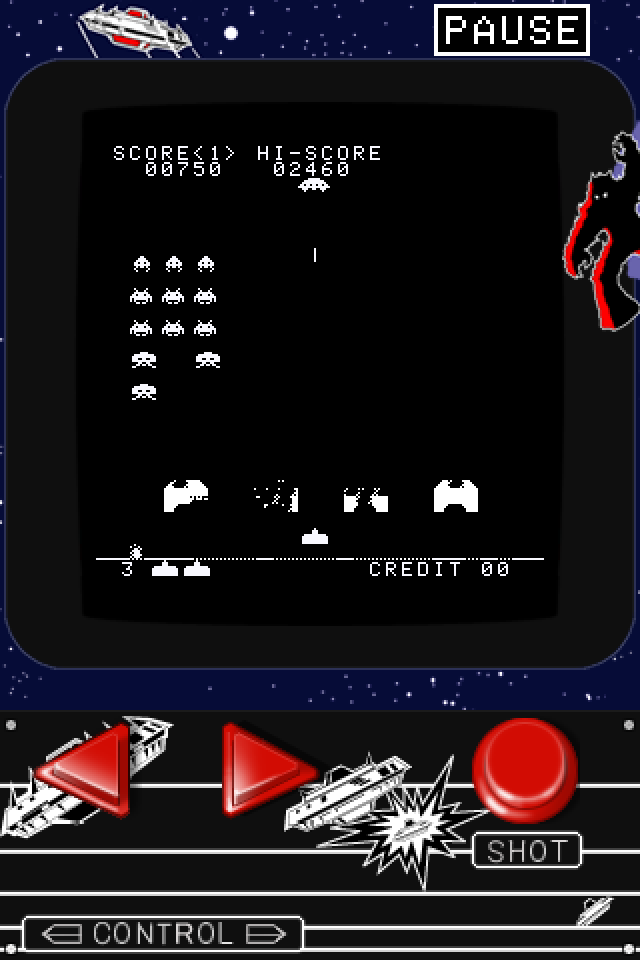 PAUSE
SCORE<1> HI-SCORE
00750 02460
3 CREDIT 00
SHOT
CONTROL